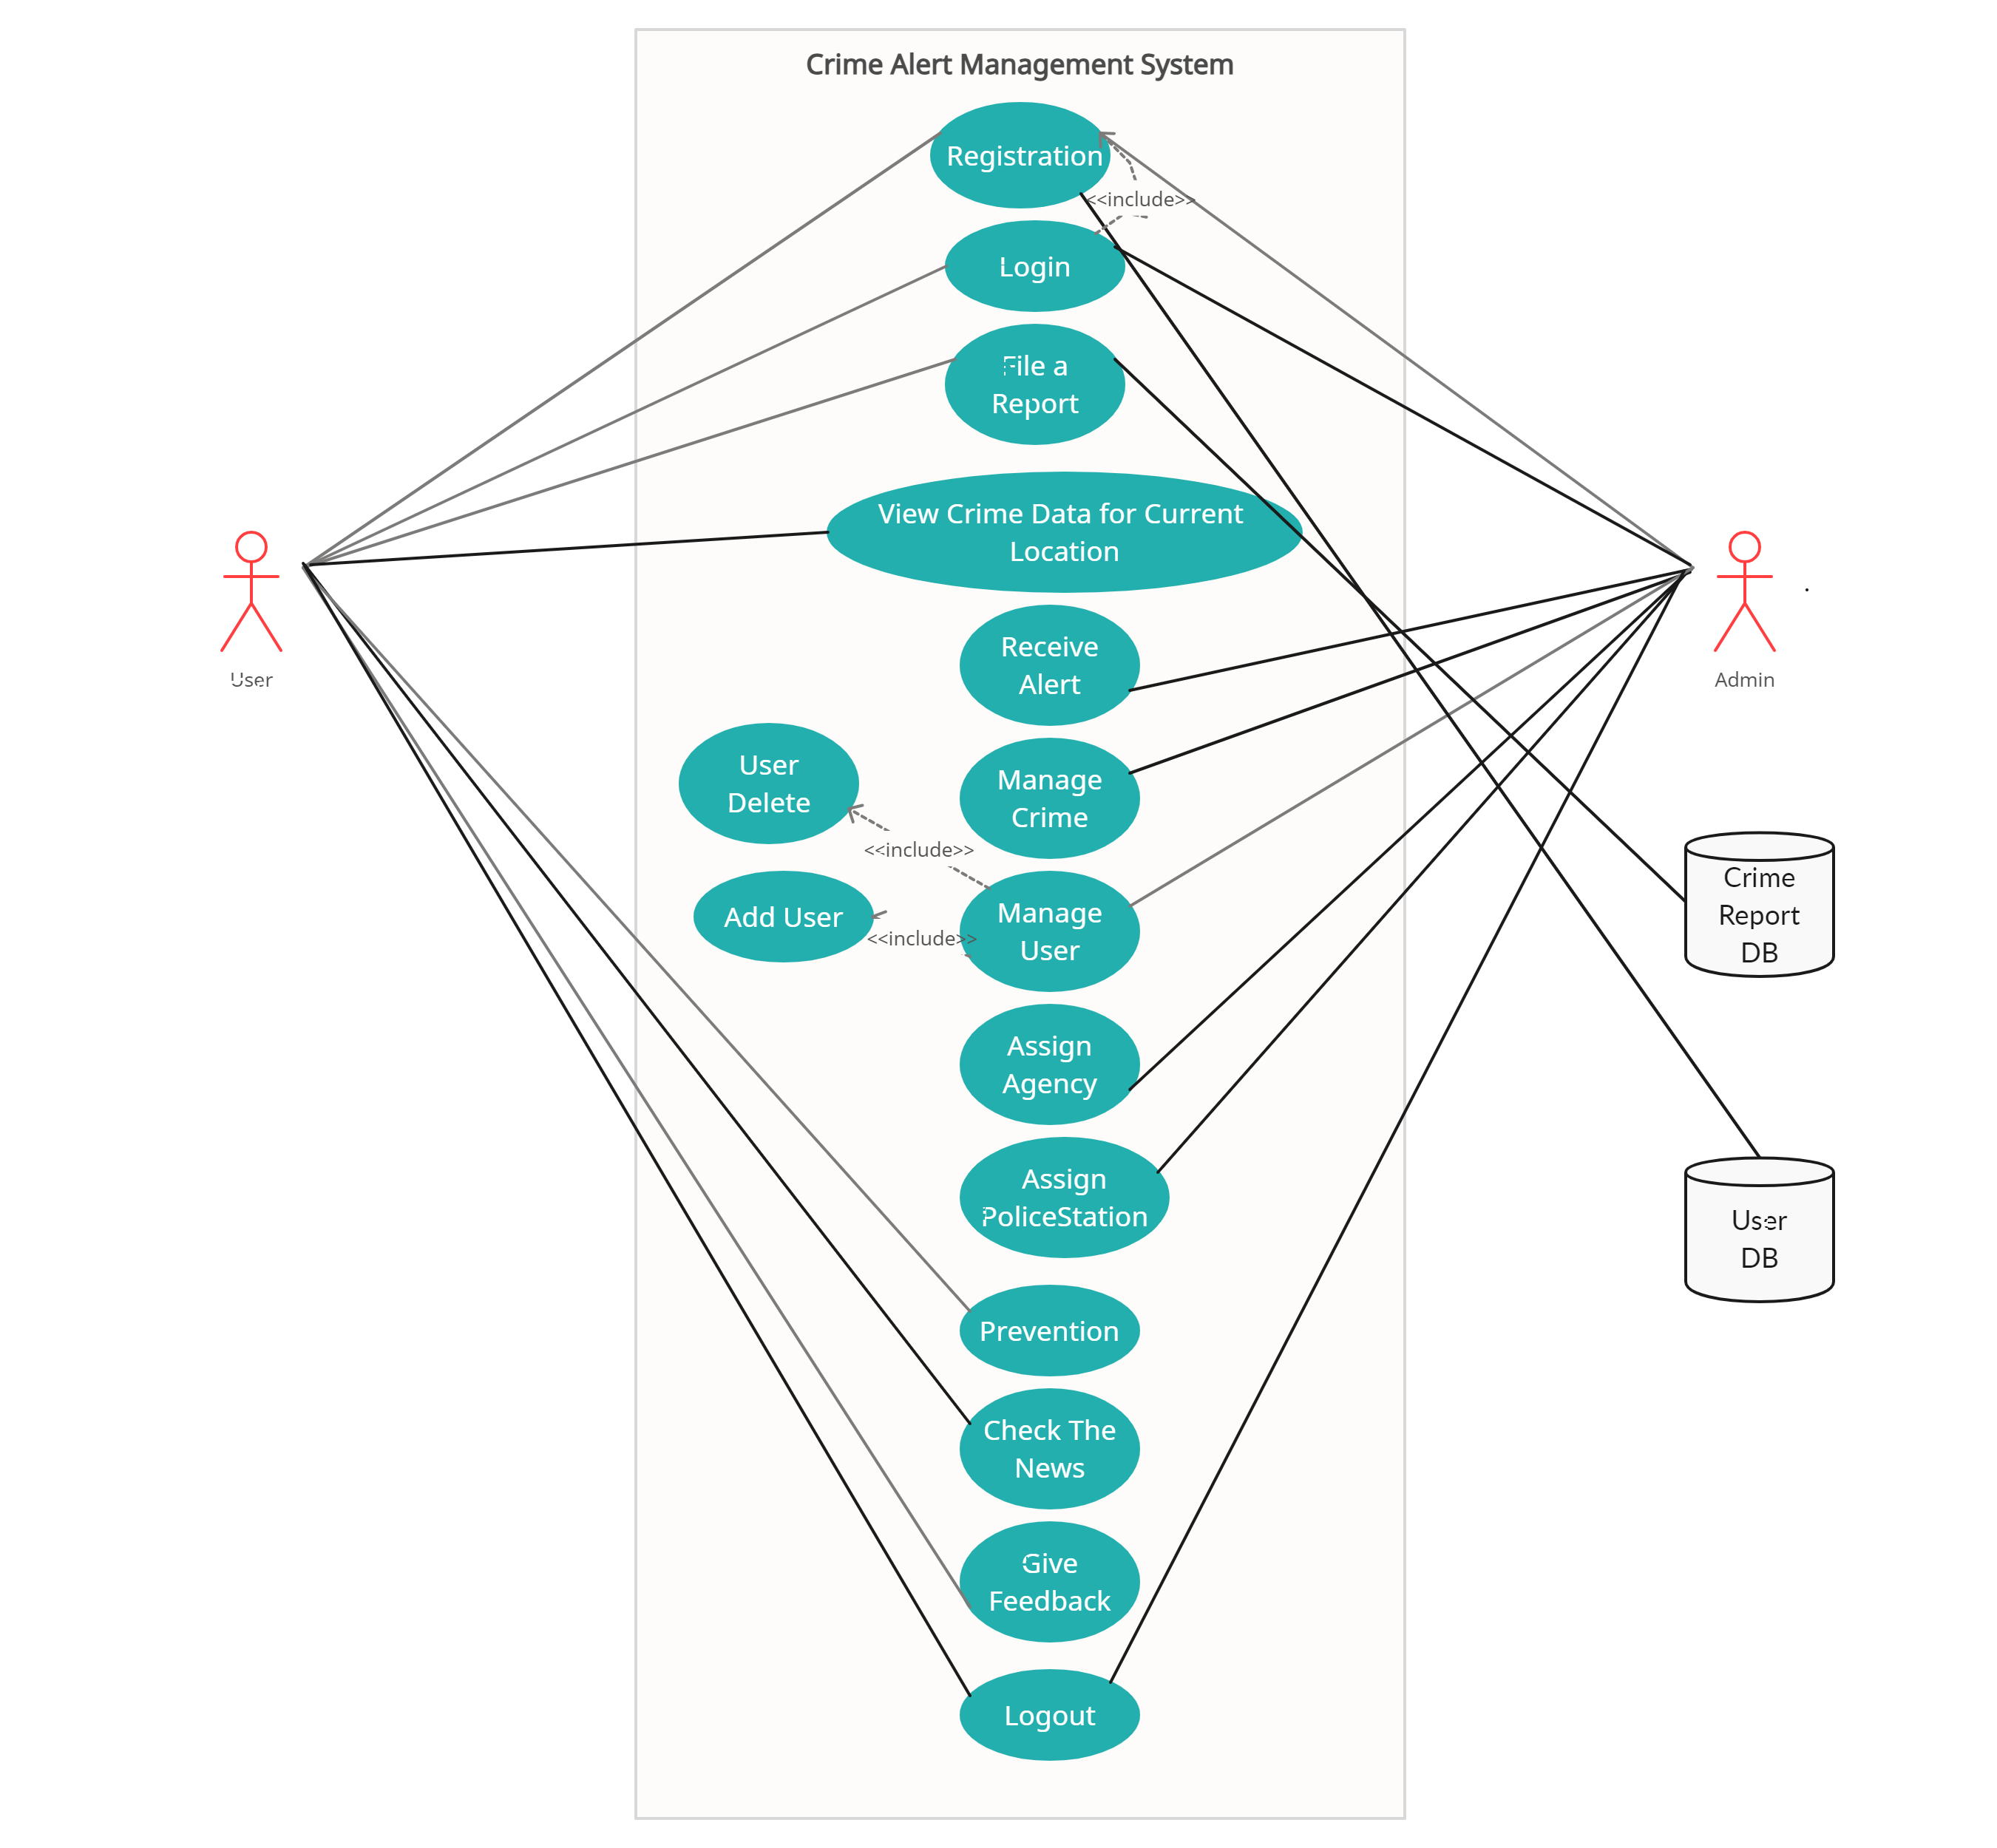 Crime Alert Management System
Registration
<<include>>
Login
File a
Report
View Crime Data for Current
Location
User
Admin
Receive
Alert
User
Delete
Manage
Crime
<<include>>
Add User
Manage
User
<<include>>
Crime
Report
DB
Assign
Agency
Assign
PoliceStation
User
DB
Prevention
Check The
News
Give
Feedback
Logout